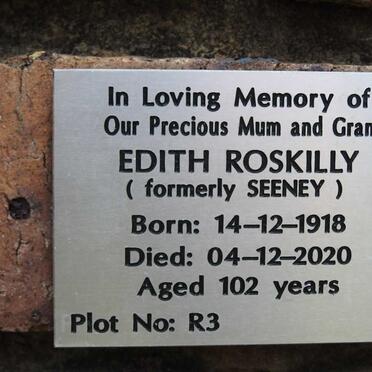 In Loving Memory of
Our Precious Mum and Gran
EDITH ROSKILLY
( formerly SEENEY )
Born: 14–12–1918
Died: 04–12–2020
Aged 102 years
Plot No: R3